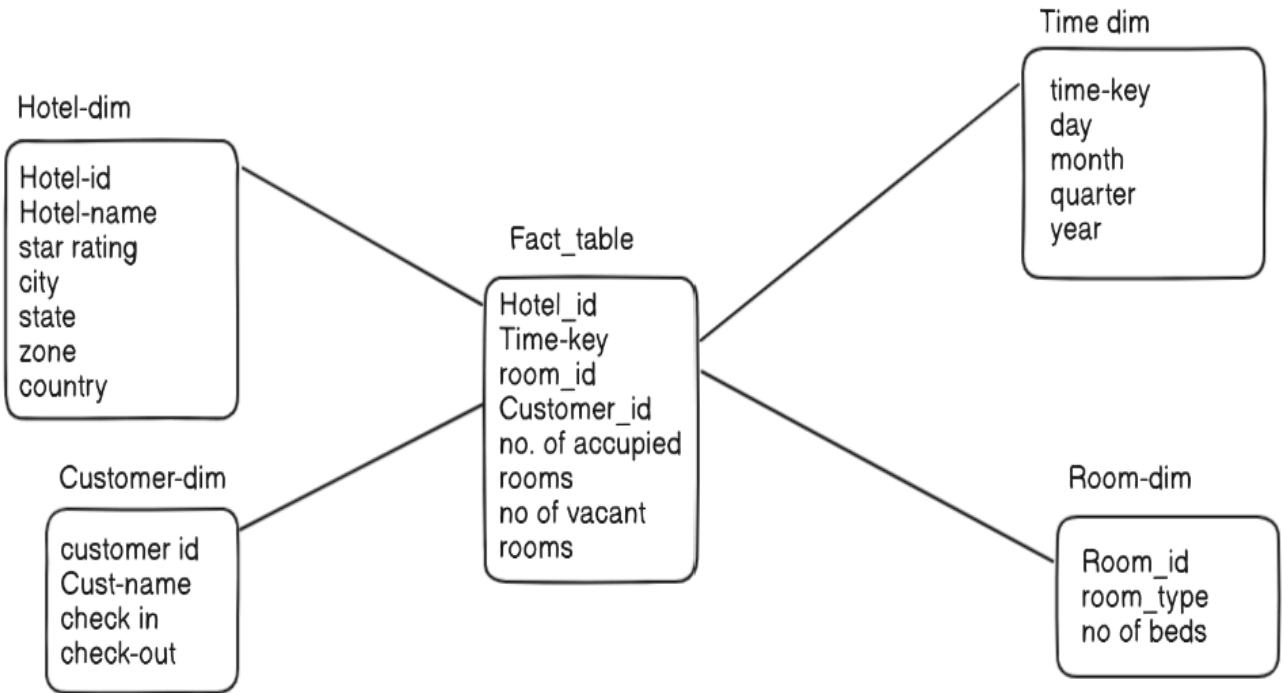 Time dim
time-key
day
month
quarter
year
Hotel-dim
Hotel-id
Hotel-name
star rating
city
state
zone
country
Fact_table
Hotel_id
Time-key
room_id
Customer_id
no. of accupied
rooms
no of vacant
rooms
Customer-dim
customer id
Cust-name
check in
check-out
Room-dim
Room_id
room_type
no of beds